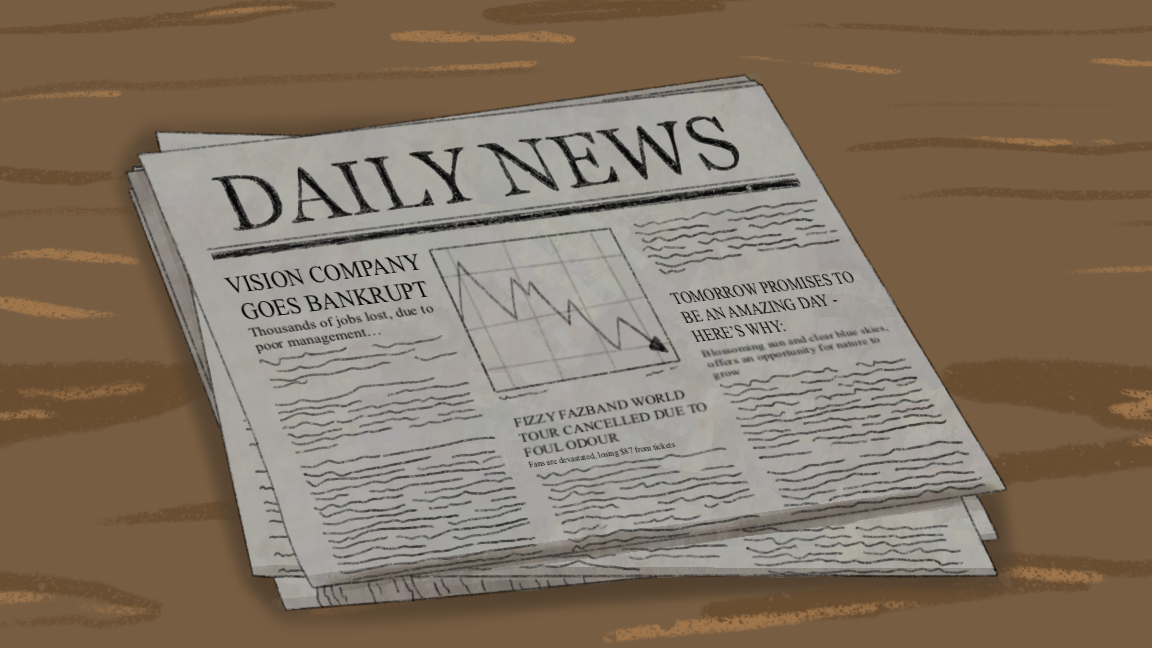 DAILY NEWS
VISION COMPANY
GOES BANKRUPT
Thousands of jobs lost, due to
poor management...
FIZZY FAZBAND WORLD
TOUR CANCELLED DUE TO
FOUL ODOUR
Fans are devastated, losing $87 from tickets
TOMORROW PROMISES TO
BE AN AMAZING DAY -
HERE'S WHY:
Blossoming sun and clear blue skies,
offers an opportunity for nature to
grow